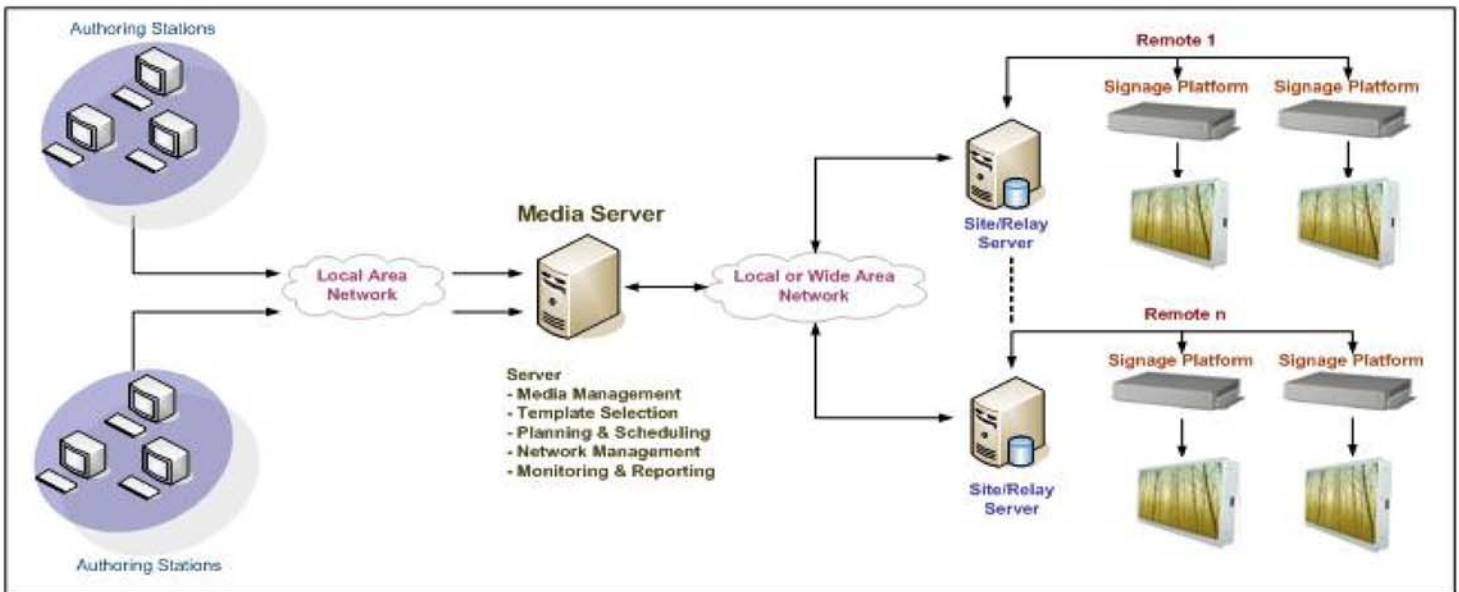 Authoring Stations
Local Area
Network
Authoring Stations
Media Server
Server
- Media Management
- Template Selection
- Planning & Scheduling
- Network Management
- Monitoring & Reporting
Local or Wide Area
Network
Remote 1
Signage Platform
Signage Platform
Site/Relay
Server
Remote n
Signage Platform
Signage Platform
Site/Relay
Server